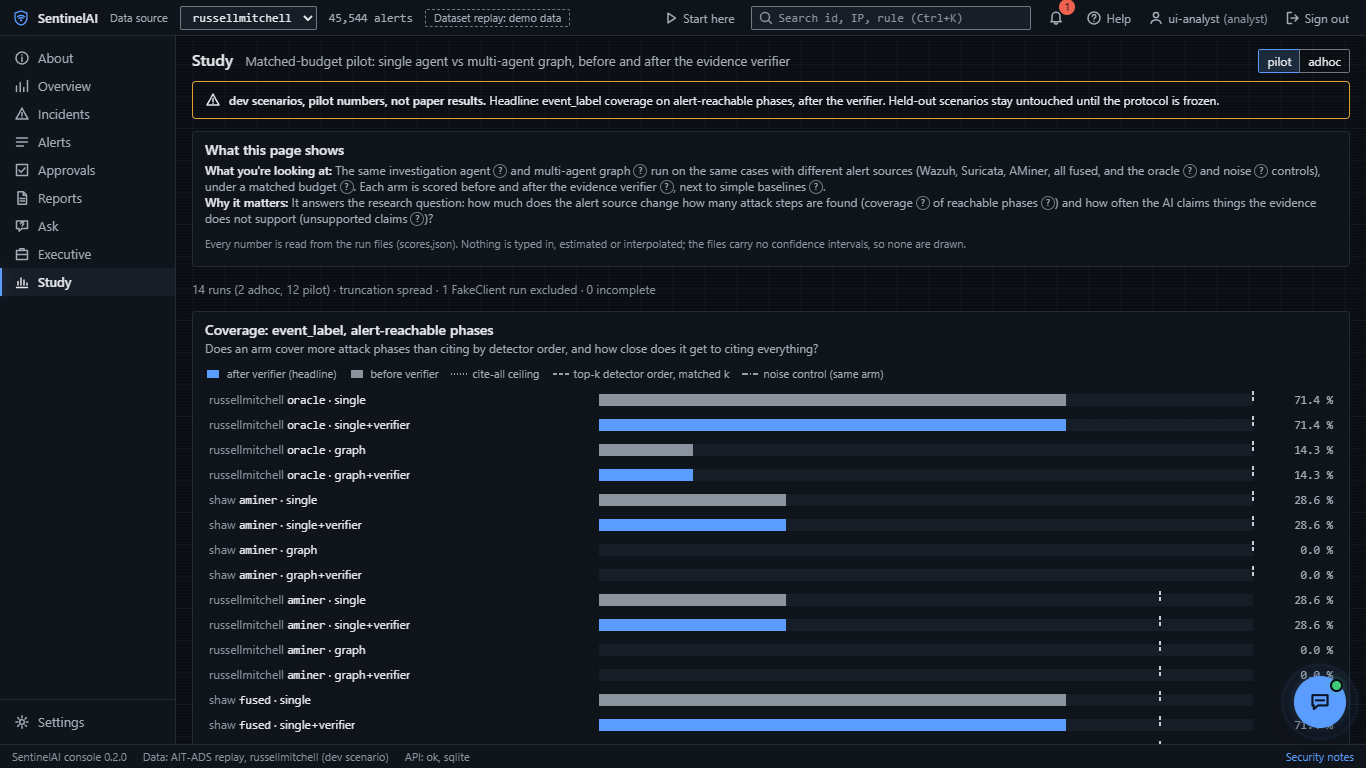 SentinelAI Data source russellmitchell 45,544 alerts Dataset replay: demo data Start here Search id, IP, rule (Ctrl+K) 1 Help ui-analyst (analyst) Sign out
About
Overview
Incidents
Alerts
Approvals
Reports
Ask
Executive
Study
Settings
Study Matched-budget pilot: single agent vs multi-agent graph, before and after the evidence verifier pilot adhoc
dev scenarios, pilot numbers, not paper results. Headline: event_label coverage on alert-reachable phases, after the verifier. Held-out scenarios stay untouched until the protocol is frozen.
What this page shows
What you're looking at: The same investigation agent ? and multi-agent graph ? run on the same cases with different alert sources (Wazuh, Suricata, AMiner, all fused, and the oracle ? and noise ? controls),
under a matched budget ?. Each arm is scored before and after the evidence verifier ?, next to simple baselines ?.
Why it matters: It answers the research question: how much does the alert source change how many attack steps are found (coverage ? of reachable phases ?) and how often the AI claims things the evidence
does not support (unsupported claims ?)?
Every number is read from the run files (scores.json). Nothing is typed in, estimated or interpolated; the files carry no confidence intervals, so none are drawn.
14 runs (2 adhoc, 12 pilot) · truncation spread · 1 FakeClient run excluded · 0 incomplete
Coverage: event_label, alert-reachable phases
Does an arm cover more attack phases than citing by detector order, and how close does it get to citing everything?
after verifier (headline) before verifier cite-all ceiling top-k detector order, matched k noise control (same arm)
russellmitchell oracle · single 71.4 %
russellmitchell oracle · single+verifier 71.4 %
russellmitchell oracle · graph 14.3 %
russellmitchell oracle · graph+verifier 14.3 %
shaw aminer · single 28.6 %
shaw aminer · single+verifier 28.6 %
shaw aminer · graph 0.0 %
shaw aminer · graph+verifier 0.0 %
russellmitchell aminer · single 28.6 %
russellmitchell aminer · single+verifier 28.6 %
russellmitchell aminer · graph 0.0 %
russellmitchell aminer · graph+verifier 0.0 %
shaw fused · single
shaw fused · single+verifier
SentinelAI console 0.2.0 Data: AIT-ADS replay, russellmitchell (dev scenario) API: ok, sqlite Security notes